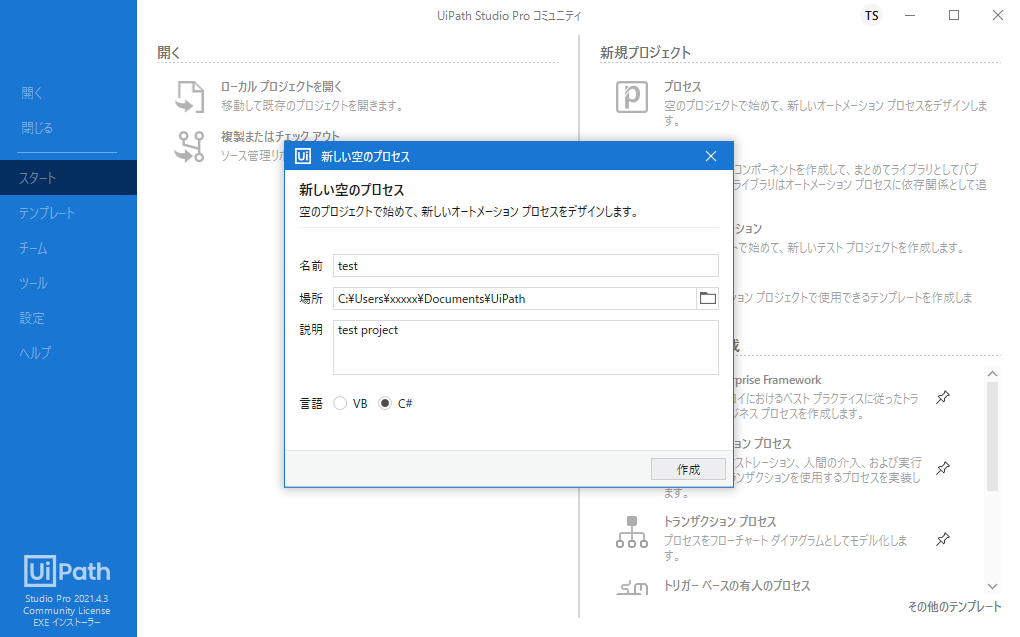 UiPath Studio Pro コミュニティ
TS
開く
閉じる
スタート
テンプレート
チーム
ツール
設定
ヘルプ
UiPath
Studio Pro 2021.4.3
Community License
EXE インストーラー
開く
ローカル プロジェクトを開く
移動して既存のプロジェクトを開きます。
複製またはチェック アウト
ソース管理リポ
新規プロジェクト
プロセス
空のプロジェクトで始めて、新しいオートメーション プロセスをデザインしま
す。
コンポーネントを作成して、まとめてライブラリとしてパブ
ライブラリはオートメーション プロセスに依存関係として追
ション
で始めて、新しいテスト プロジェクトを作成します。
ション プロジェクトで使用できるテンプレートを作成しま
成
rprise Framework
ロイにおけるベスト プラクティスに従ったトラ
ジネス プロセスを作成します。
ョン プロセス
ストレーション、人間の介入、および実行
ランザクションを使用するプロセスを実装し
ます。
トランザクション プロセス
プロセスをフローチャート ダイアグラムとしてモデル化しま
す。
トリガー ベースの有人のプロセス
その他のテンプレート
Ui 新しい空のプロセス
新しい空のプロセス
空のプロジェクトで始めて、新しいオートメーション プロセスをデザインします。
名前 test
場所 C:¥Users¥xxxxx¥Documents¥UiPath
説明 test project
言語 VB C#
作成